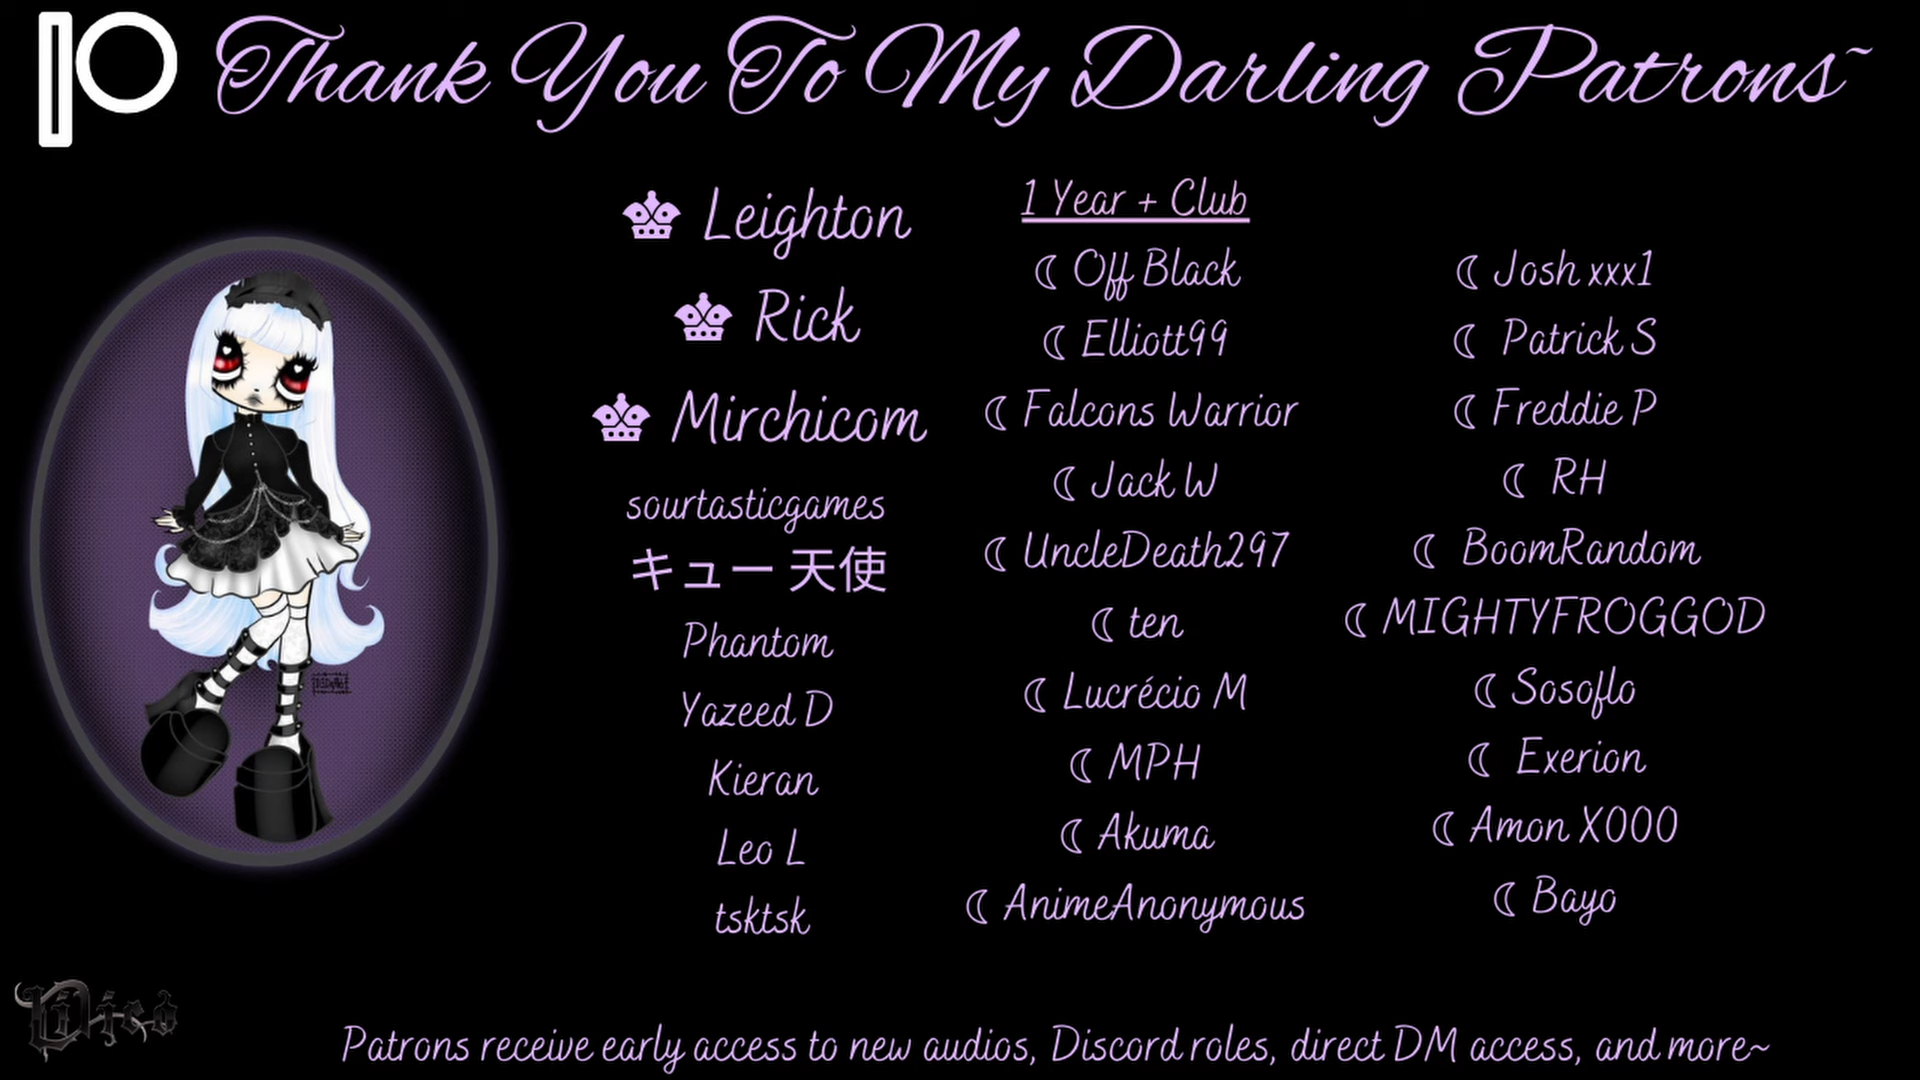 Thank You To My Darling Patrons~
Leighton
Rick
Mirchicom
sourtasticgames
キュー 天使
Phantom
Yazeed D
Kieran
Leo L
tsktsk
1 Year + Club
Off Black
Elliott99
Falcons Warrior
Jack W
UncleDeath297
ten
Lucrécio M
MPH
Akuma
AnimeAnonymous
Josh xxx1
Patrick S
Freddie P
RH
BoomRandom
MIGHTYFROGGOD
Sosoflo
Exerion
Amon X000
Bayo
Patrons receive early access to new audios, Discord roles, direct DM access, and more~